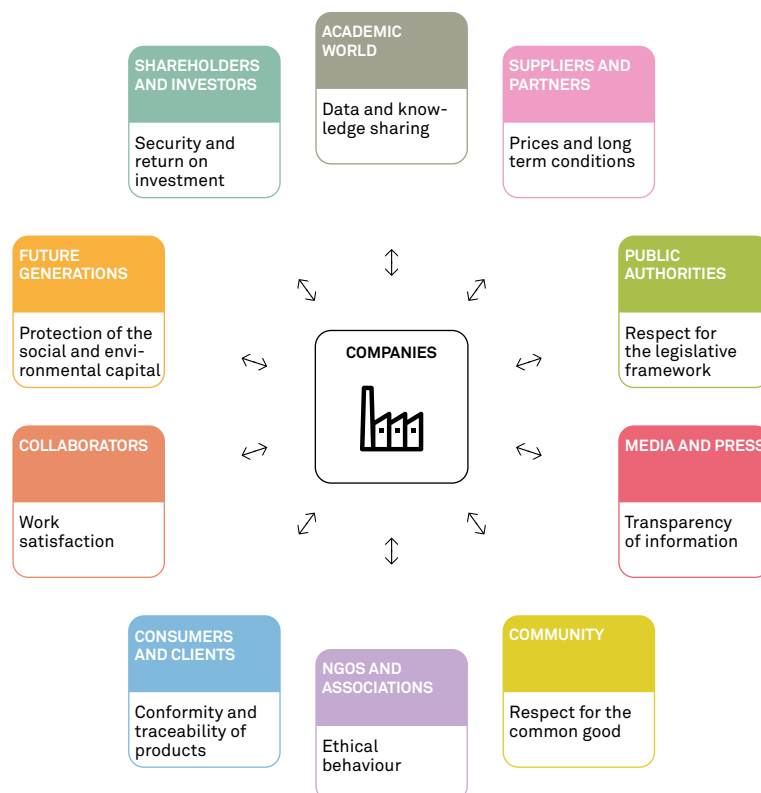 ACADEMIC
WORLD
Data and know-
ledge sharing
SHAREHOLDERS
AND INVESTORS
Security and
return on
investment
SUPPLIERS AND
PARTNERS
Prices and long
term conditions
FUTURE
GENERATIONS
Protection of the
social and envi-
ronmental capital
PUBLIC
AUTHORITIES
Respect for
the legislative
framework
COMPANIES
COLLABORATORS
Work
satisfaction
MEDIA AND PRESS
Transparency
of information
CONSUMERS
AND CLIENTS
Conformity and
traceability of
products
NGOS AND
ASSOCIATIONS
Ethical
behaviour
COMMUNITY
Respect for the
common good